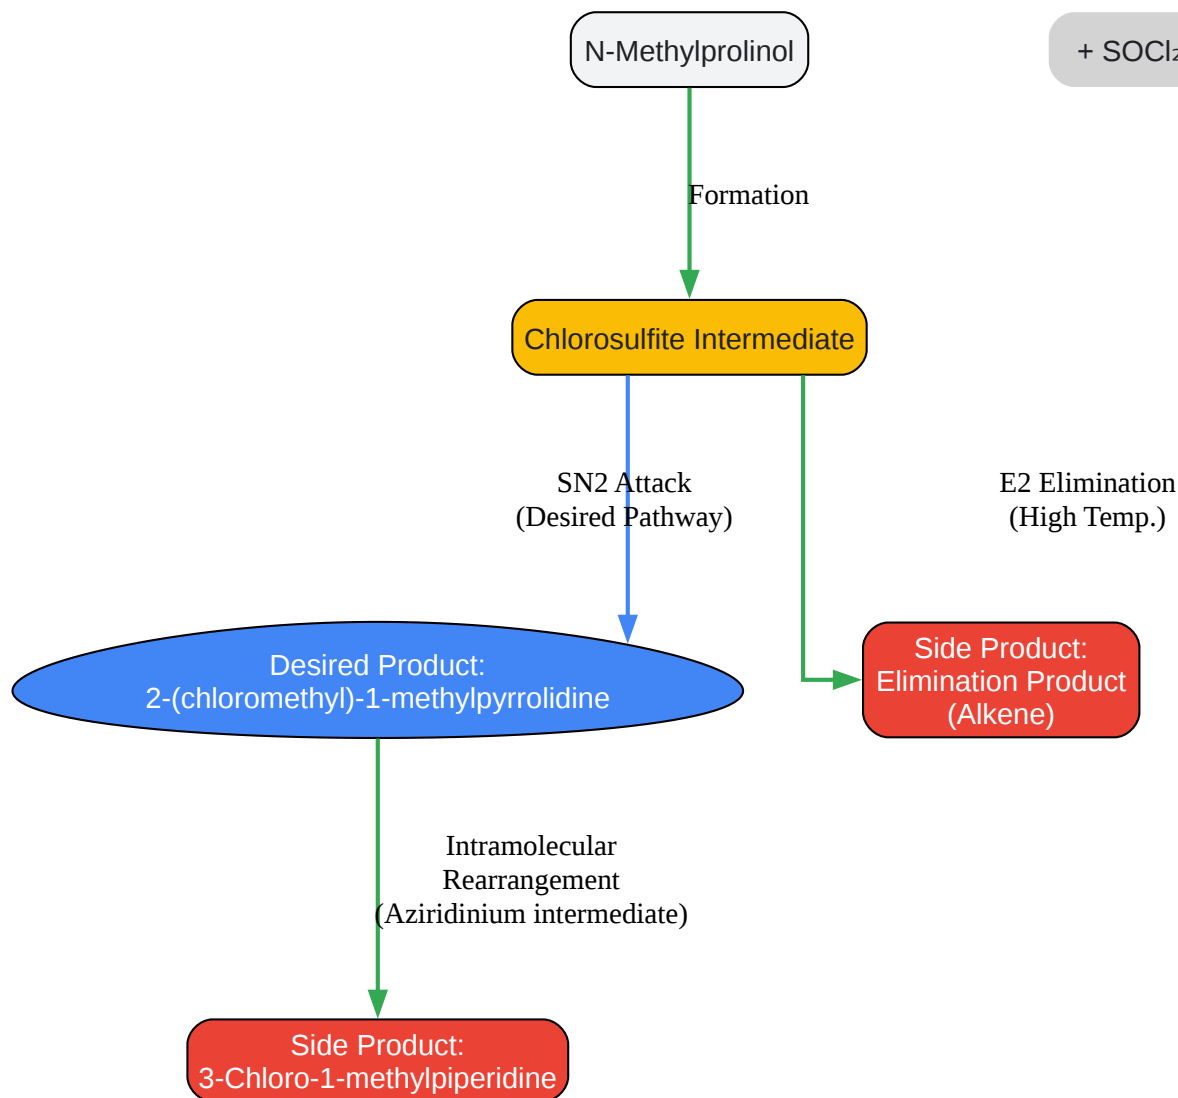 N-Methylprolinol
+ SOCl₂
Formation
Chlorosulfite Intermediate
SN2 Attack
(Desired Pathway)
E2 Elimination
(High Temp.)
Desired Product:
2-(chloromethyl)-1-methylpyrrolidine
Side Product:
Elimination Product
(Alkene)
Intramolecular
Rearrangement
(Aziridinium intermediate)
Side Product:
3-Chloro-1-methylpiperidine